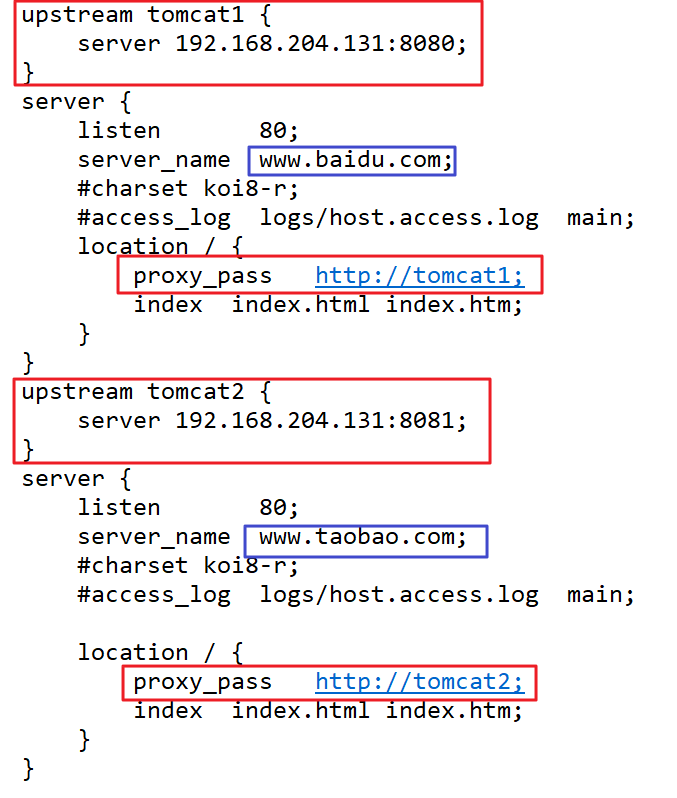 upstream tomcat1 {
    server 192.168.204.131:8080;
}
server {
    listen       80;
    server_name  www.baidu.com;
    #charset koi8-r;
    #access_log  logs/host.access.log  main;
    location / {
        proxy_pass   http://tomcat1;
        index  index.html index.htm;
    }
}
upstream tomcat2 {
    server 192.168.204.131:8081;
}
server {
    listen       80;
    server_name  www.taobao.com;
    #charset koi8-r;
    #access_log  logs/host.access.log  main;

    location / {
        proxy_pass   http://tomcat2;
        index  index.html index.htm;
    }
}